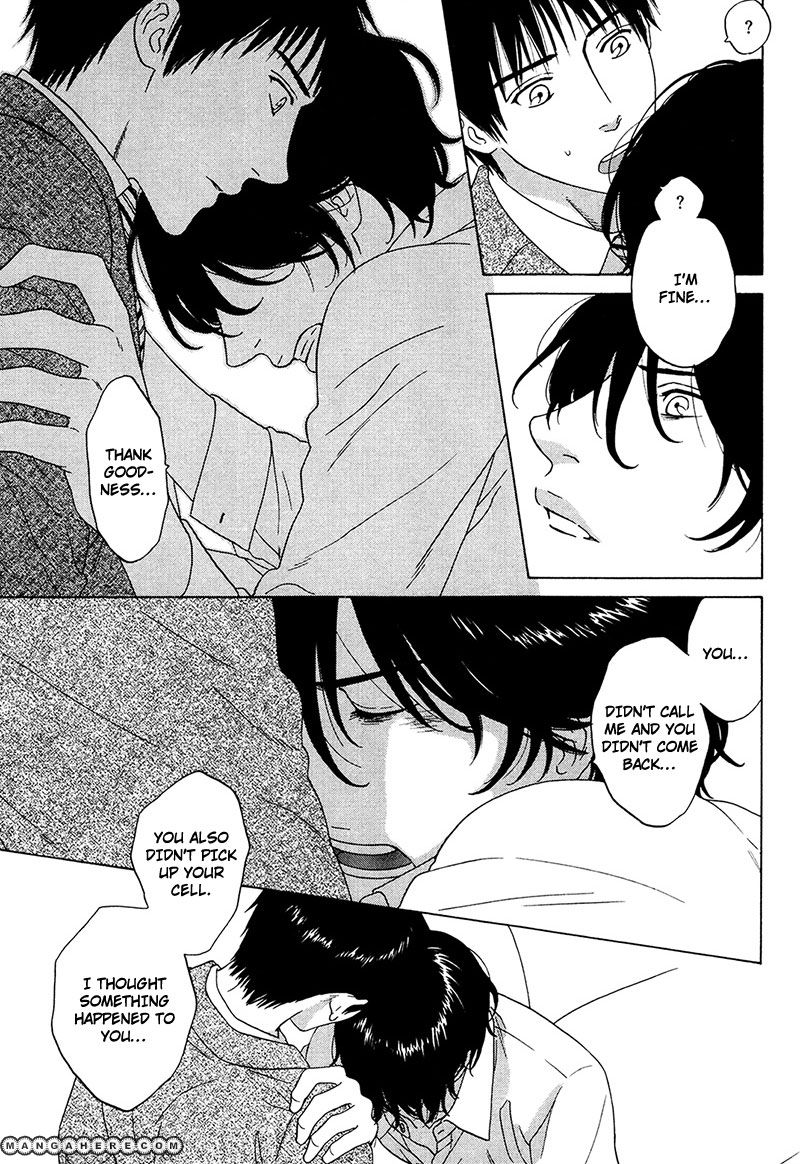 ?
?
I'M
FINE...
THANK
GOOD-
NESS...
YOU...
DIDN'T CALL
ME AND YOU
DIDN'T COME
BACK...
YOU ALSO
DIDN'T PICK
UP YOUR
CELL.
I THOUGHT
SOMETHING
HAPPENED TO
YOU...
MANGAHERE.COM